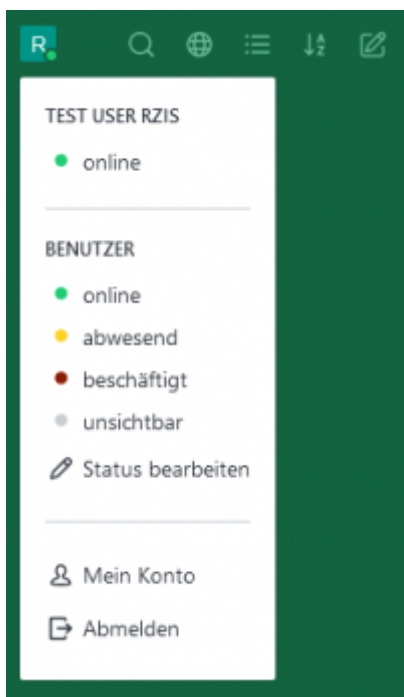 R
TEST USER RZIS
online
BENUTZER
online
abwesend
beschäftigt
unsichtbar
Status bearbeiten
Mein Konto
Abmelden